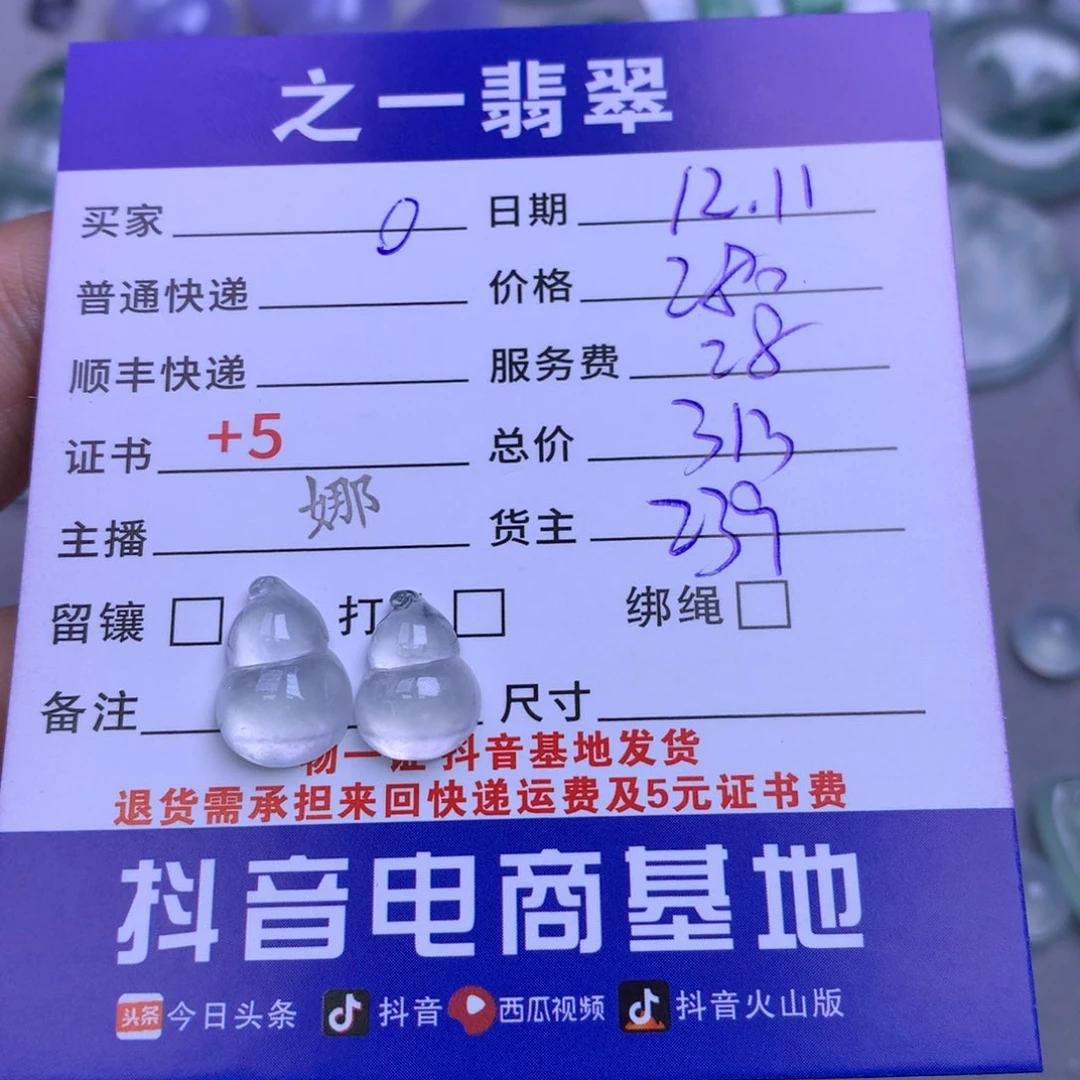 之一翡翠
买家 0 日期 12.11
普通快递 价格 280
顺丰快递 服务费 28
证书 +5 总价 313
主播 娜 货主 239
留镶 打 绑绳
备注 尺寸
物一证 抖音基地发货
退货需承担来回快递运费及5元证书费
抖音电商基地
头条 今日头条 抖音 西瓜视频 抖音火山版